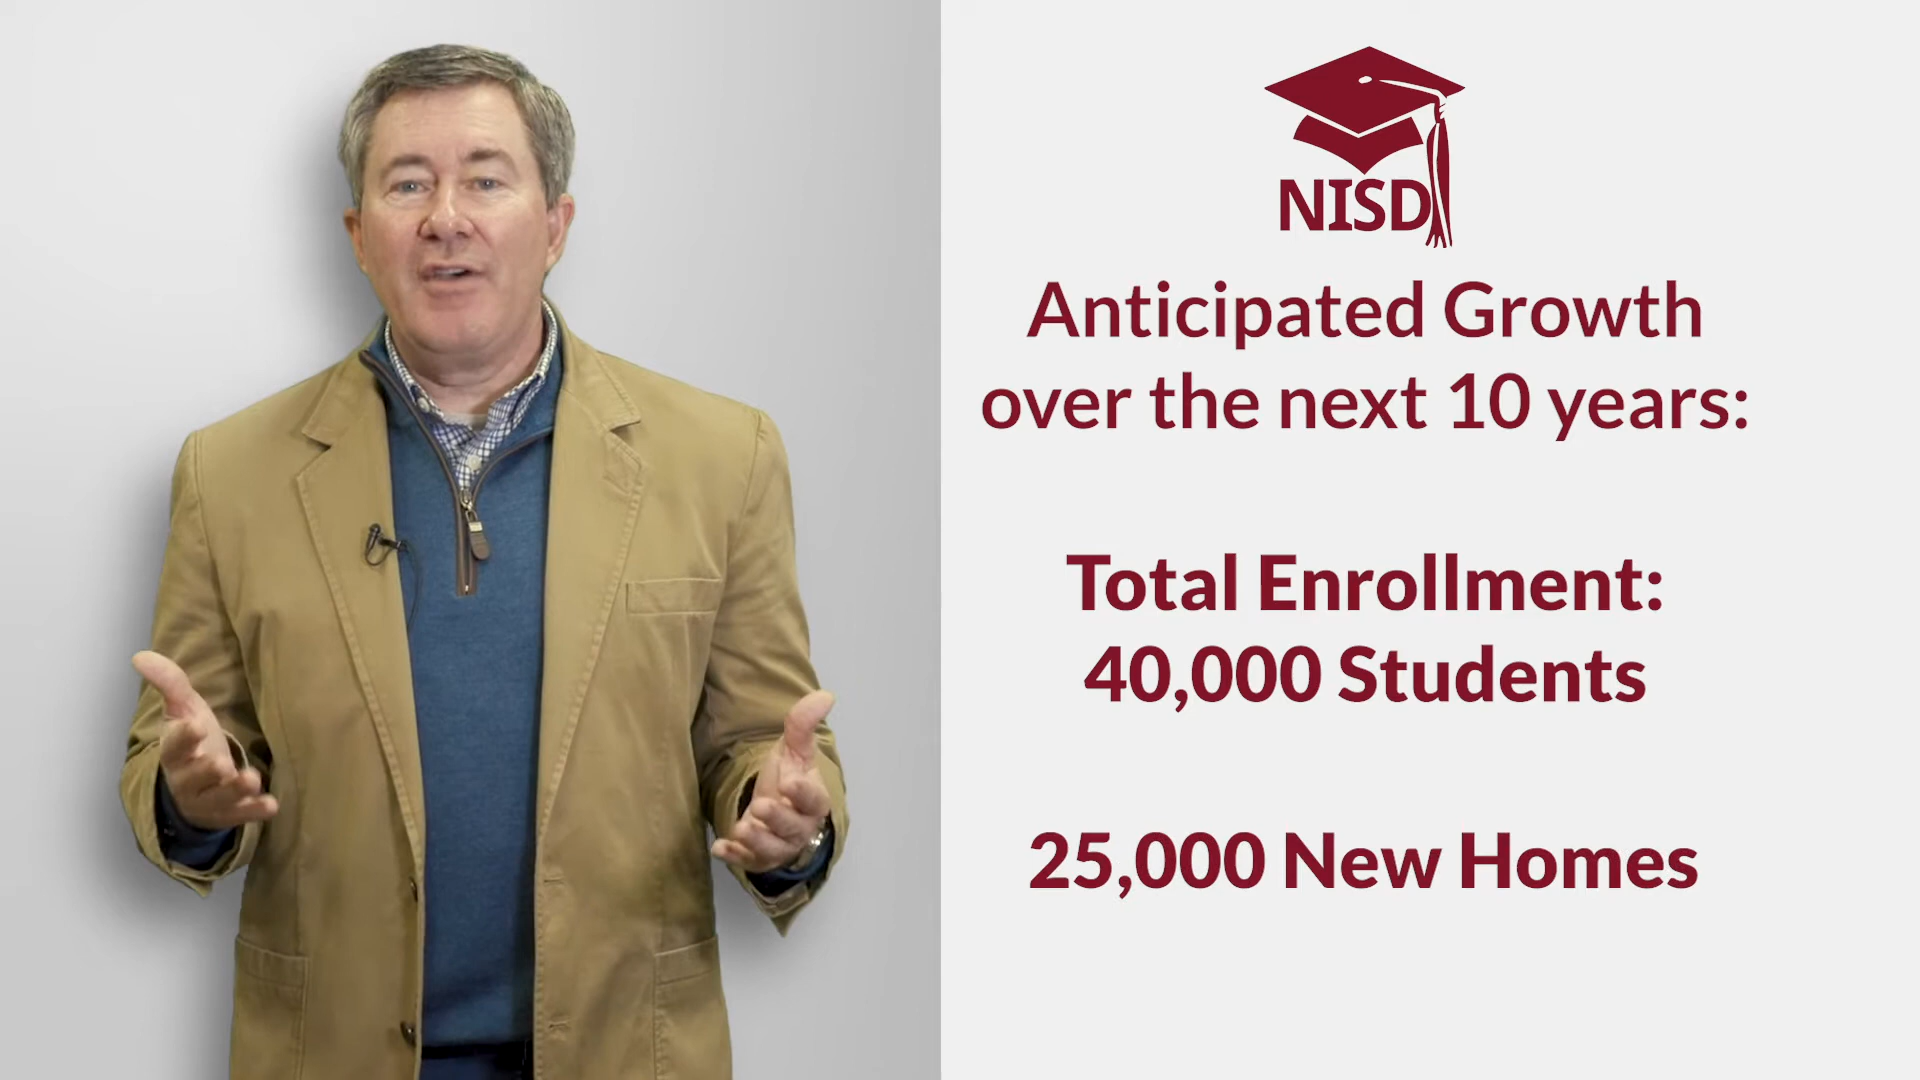 NISD
Anticipated Growth
over the next 10 years:
Total Enrollment:
40,000 Students
25,000 New Homes